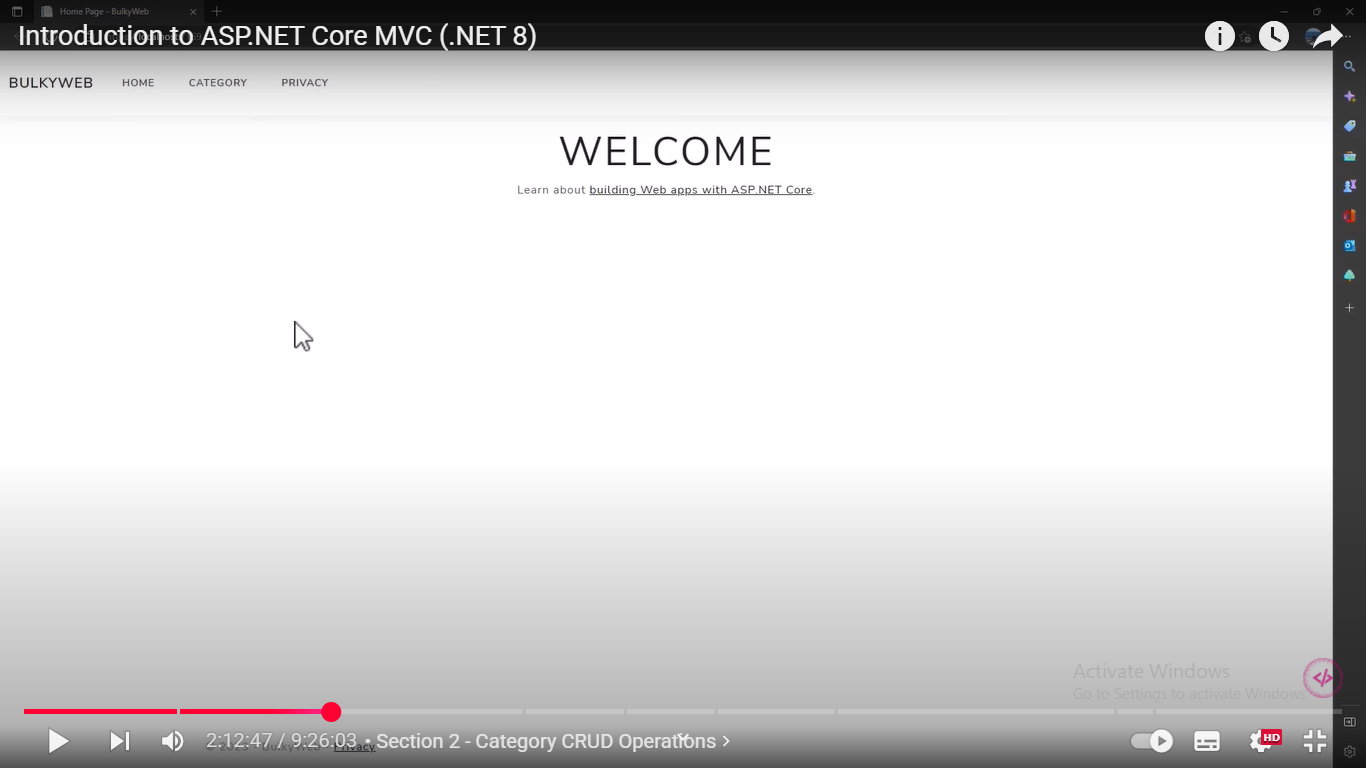 Home Page - BulkyWeb
Introduction to ASP.NET Core MVC (.NET 8)
BULKYWEB HOME CATEGORY PRIVACY
WELCOME
Learn about building Web apps with ASP.NET Core.
Activate Windows
Go to Settings to activate Windows.
2:12:47 / 9:26:03 • Section 2 - Category CRUD Operations
BulkyWeb
Privacy
HD